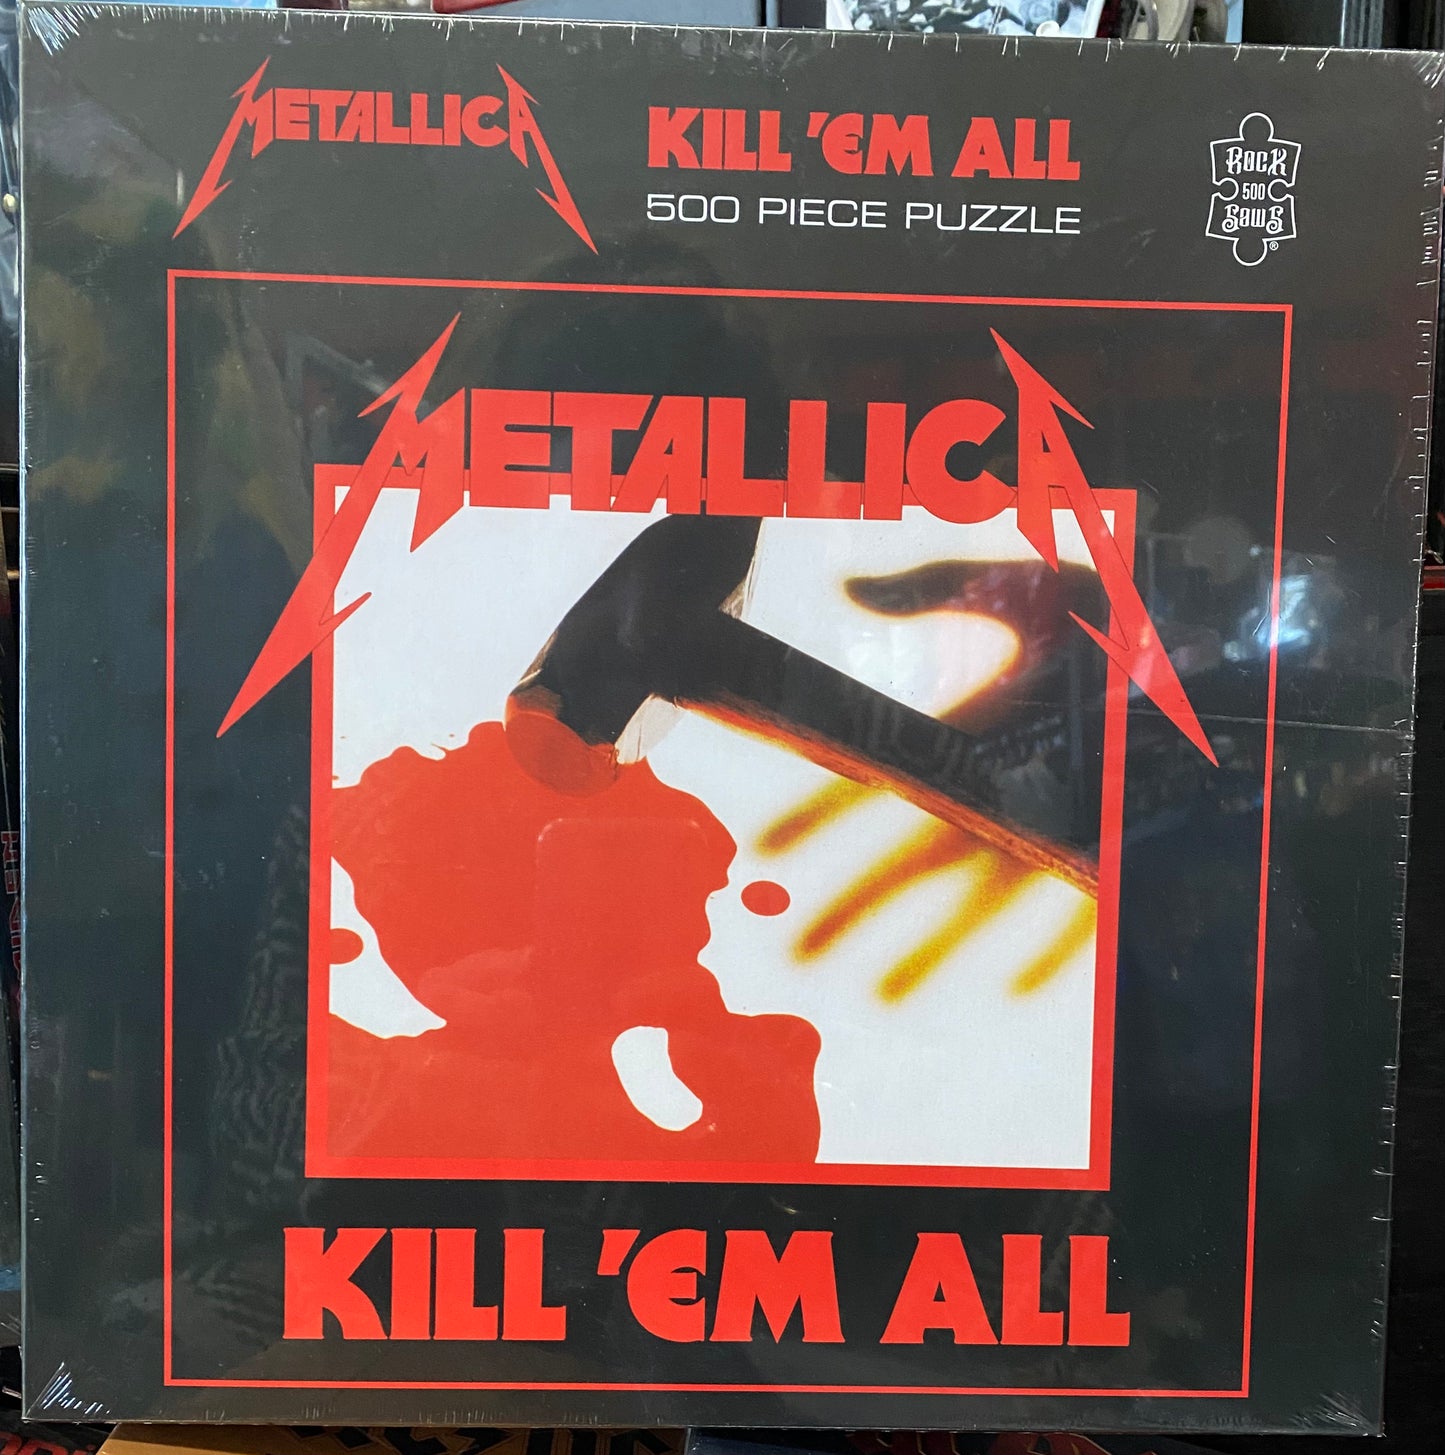 METALLICA
KILL 'EM ALL
500 PIECE PUZZLE
ROCK
500
SAWS
®
METALLICA
KILL 'EM ALL